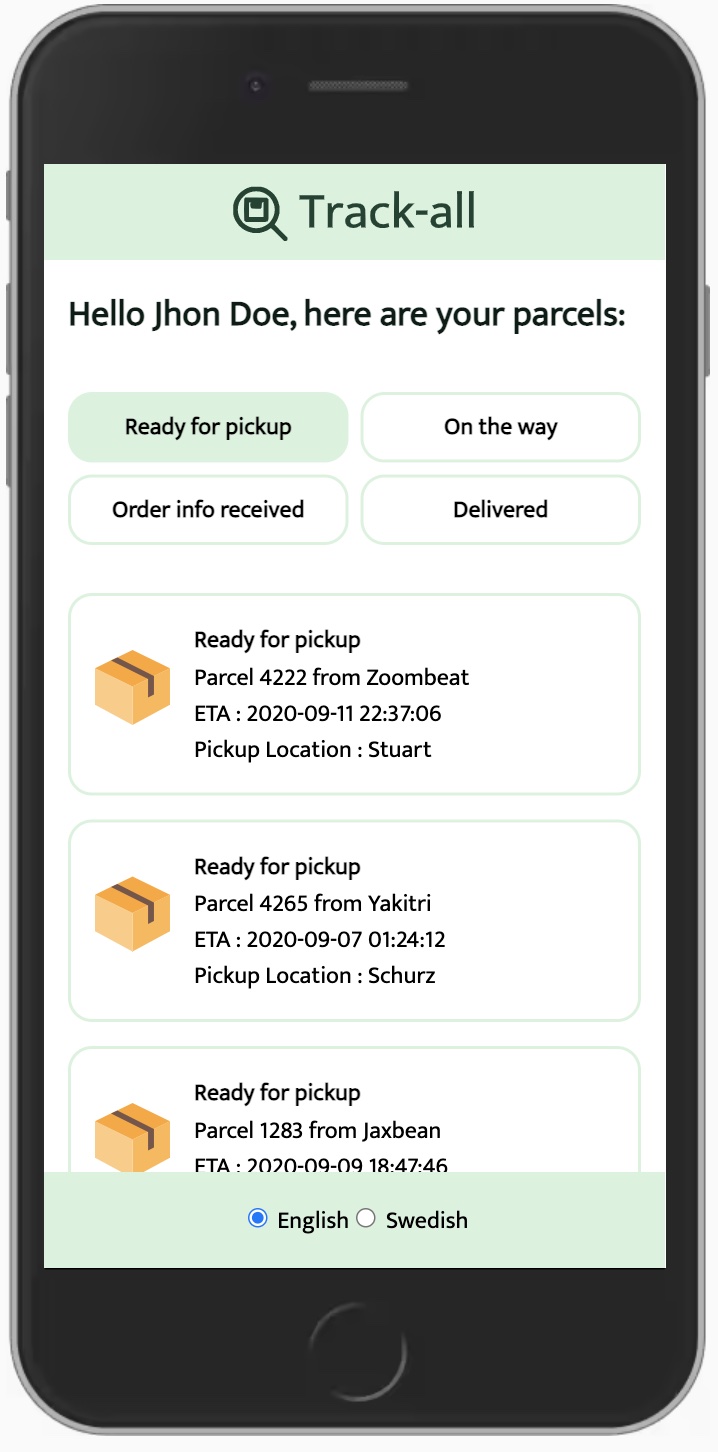 Track-all
Hello Jhon Doe, here are your parcels:
Ready for pickup
On the way
Order info received
Delivered
Ready for pickup
Parcel 4222 from Zoombeat
ETA : 2020-09-11 22:37:06
Pickup Location : Stuart
Ready for pickup
Parcel 4265 from Yakitri
ETA : 2020-09-07 01:24:12
Pickup Location : Schurz
Ready for pickup
Parcel 1283 from Jaxbean
ETA : 2020-09-09 18:47:46
English
Swedish